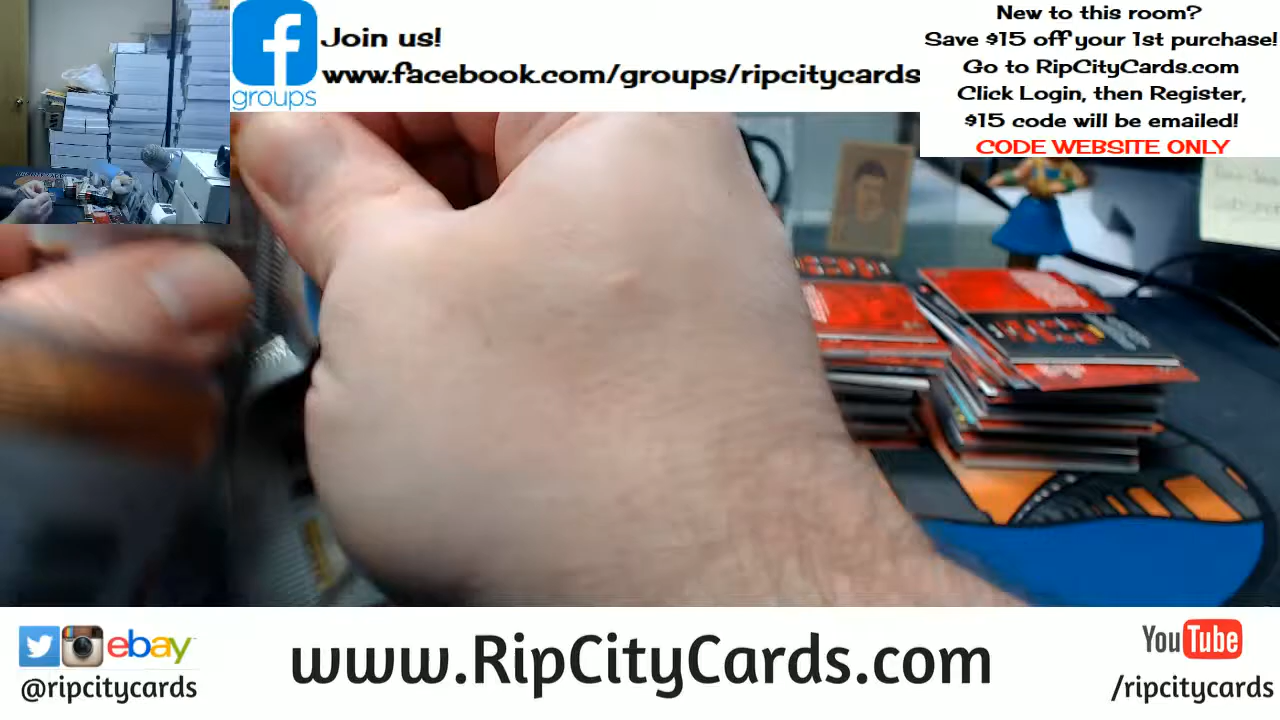 f
groups
Join us!
www.facebook.com/groups/ripcitycards
New to this room?
Save $15 off your 1st purchase!
Go to RipCityCards.com
Click Login, then Register,
$15 code will be emailed!
CODE WEBSITE ONLY
ebay
@ripcitycards
www.RipCityCards.com
YouTube
/ripcitycards